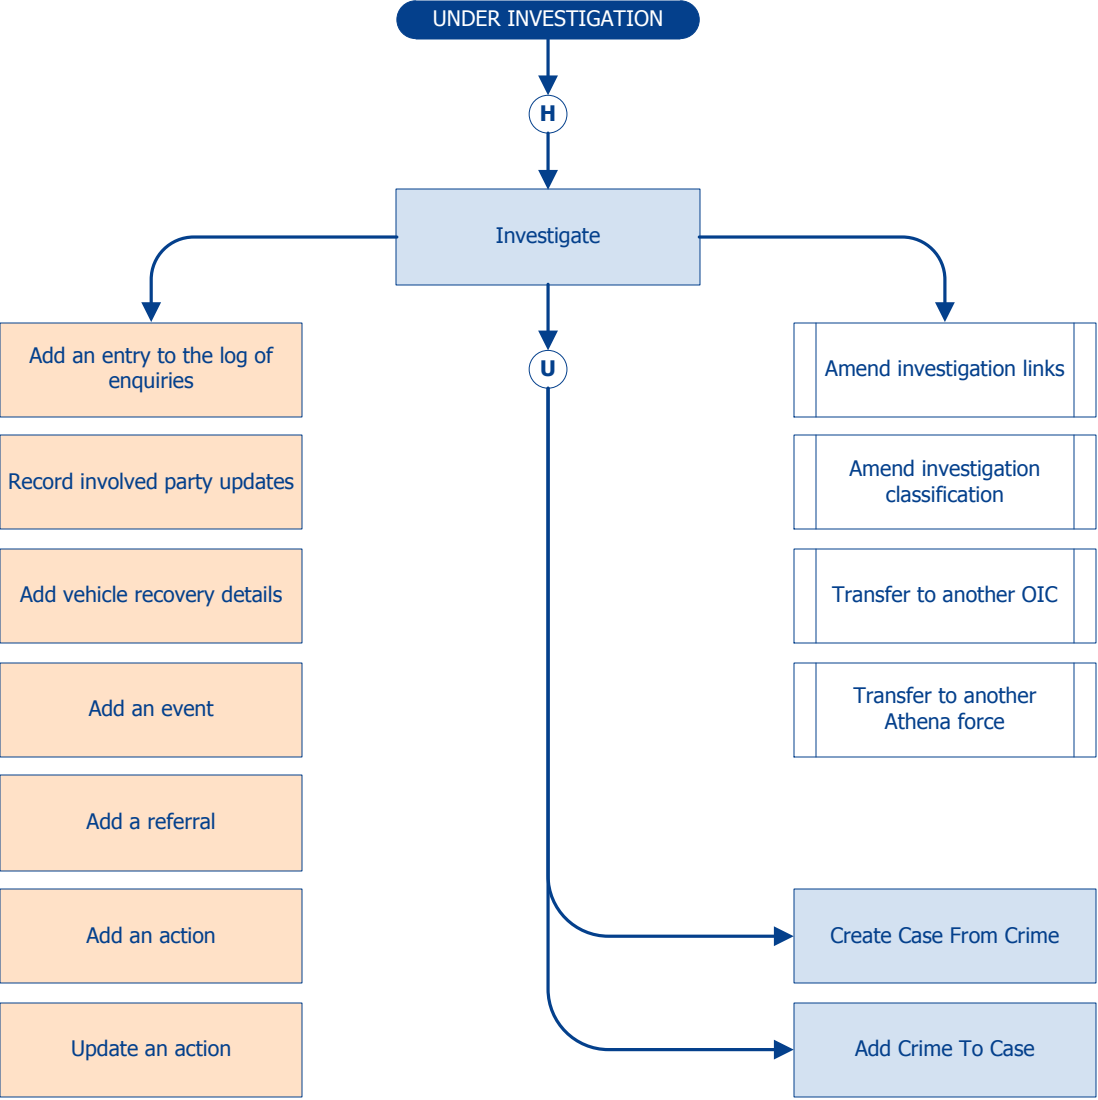 UNDER INVESTIGATION
H
Investigate
U
Add an entry to the log of
enquiries
Record involved party updates
Add vehicle recovery details
Add an event
Add a referral
Add an action
Update an action
Amend investigation links
Amend investigation
classification
Transfer to another OIC
Transfer to another
Athena force
Create Case From Crime
Add Crime To Case